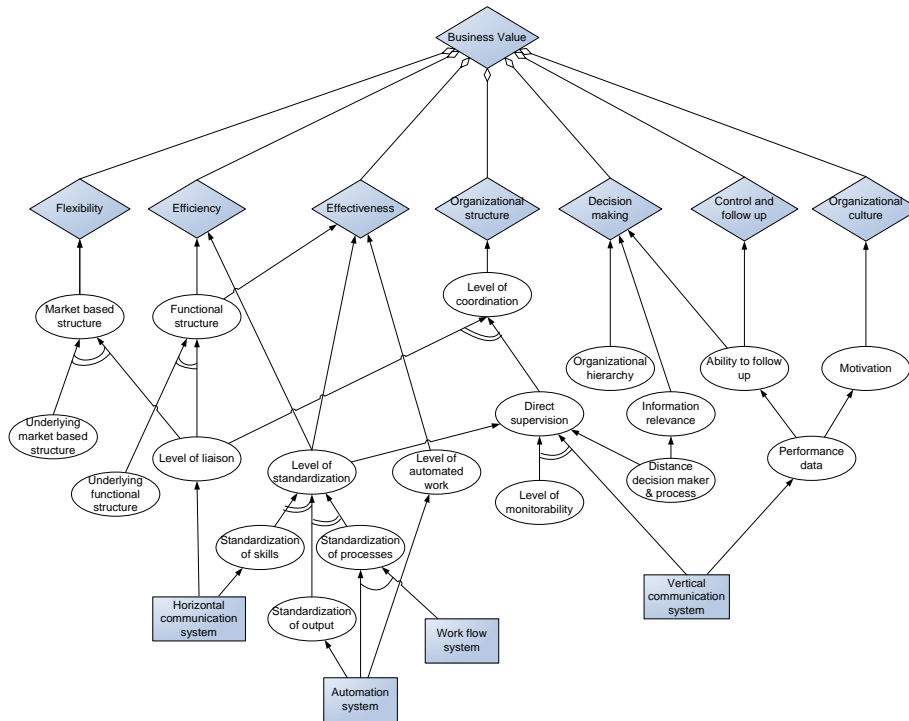 Business Value
Flexibility
Efficiency
Effectiveness
Organizational
structure
Decision
making
Control and
follow up
Organizational
culture
Market based
structure
Functional
structure
Level of
coordination
Organizational
hierarchy
Ability to follow
up
Motivation
Underlying
market based
structure
Level of liaison
Underlying
functional
structure
Level of
standardization
Level of
automated work
Direct
supervision
Information
relevance
Level of
monitorability
Distance
decision maker
& process
Performance
data
Standardization
of skills
Standardization
of processes
Horizontal
communication
system
Standardization
of output
Work flow
system
Vertical
communication
system
Automation
system